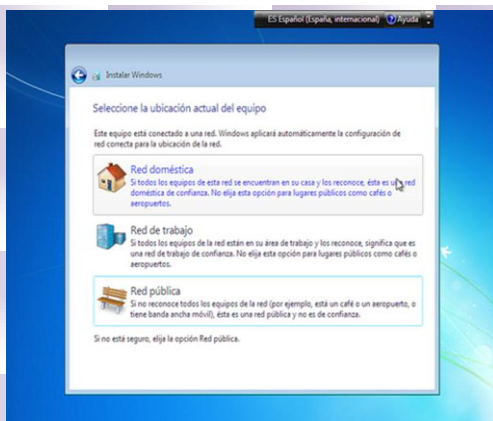 ES Español (España, internacional) ? Ayuda
Instalar Windows
Seleccione la ubicación actual del equipo
Este equipo está conectado a una red. Windows aplicará automáticamente la configuración de
red correcta para la ubicación de la red.
Red doméstica
Si todos los equipos de esta red se encuentran en su casa y los reconoce, ésta es una red
doméstica de confianza. No elija esta opción para lugares públicos como cafés o
aeropuertos.
Red de trabajo
Si todos los equipos de la red están en su área de trabajo y los reconoce, significa que es
una red de trabajo de confianza. No elija esta opción para lugares públicos como cafés o
aeropuertos.
Red pública
Si no reconoce todos los equipos de la red (por ejemplo, está un café o un aeropuerto, o
tiene banda ancha móvil), ésta es una red pública y no es de confianza.
Si no está seguro, elija la opción Red pública.